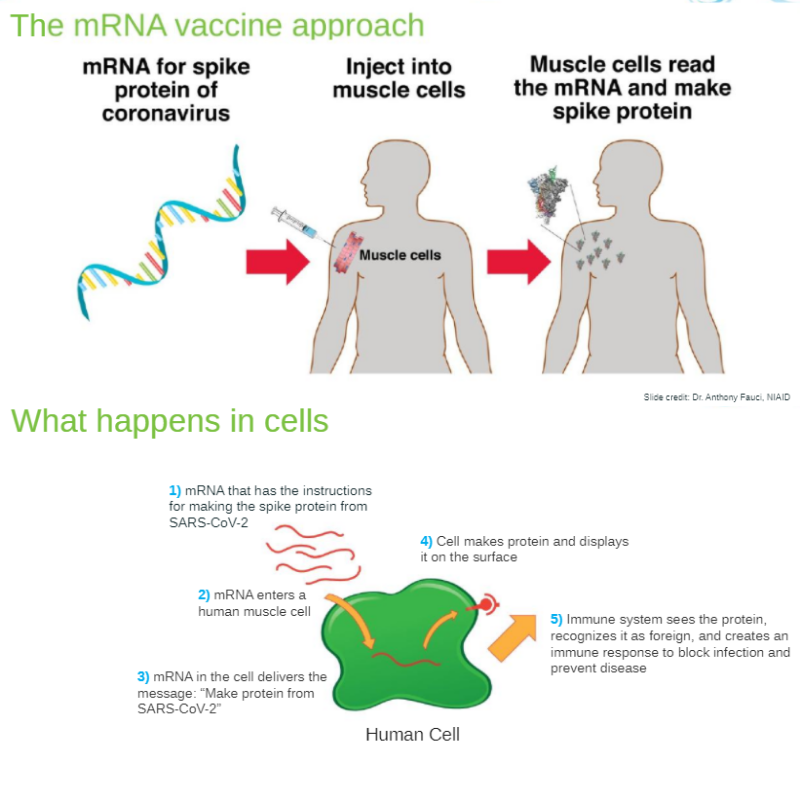 The mRNA vaccine approach
mRNA for spike
protein of
coronavirus
Inject into
muscle cells
Muscle cells read
the mRNA and make
spike protein
Muscle cells
Slide credit: Dr. Anthony Fauci, NIAID
What happens in cells
1) mRNA that has the instructions
for making the spike protein from
SARS-CoV-2
2) mRNA enters a
human muscle cell
3) mRNA in the cell delivers the
message: “Make protein from
SARS-CoV-2”
4) Cell makes protein and displays
it on the surface
5) Immune system sees the protein,
recognizes it as foreign, and creates an
immune response to block infection and
prevent disease
Human Cell